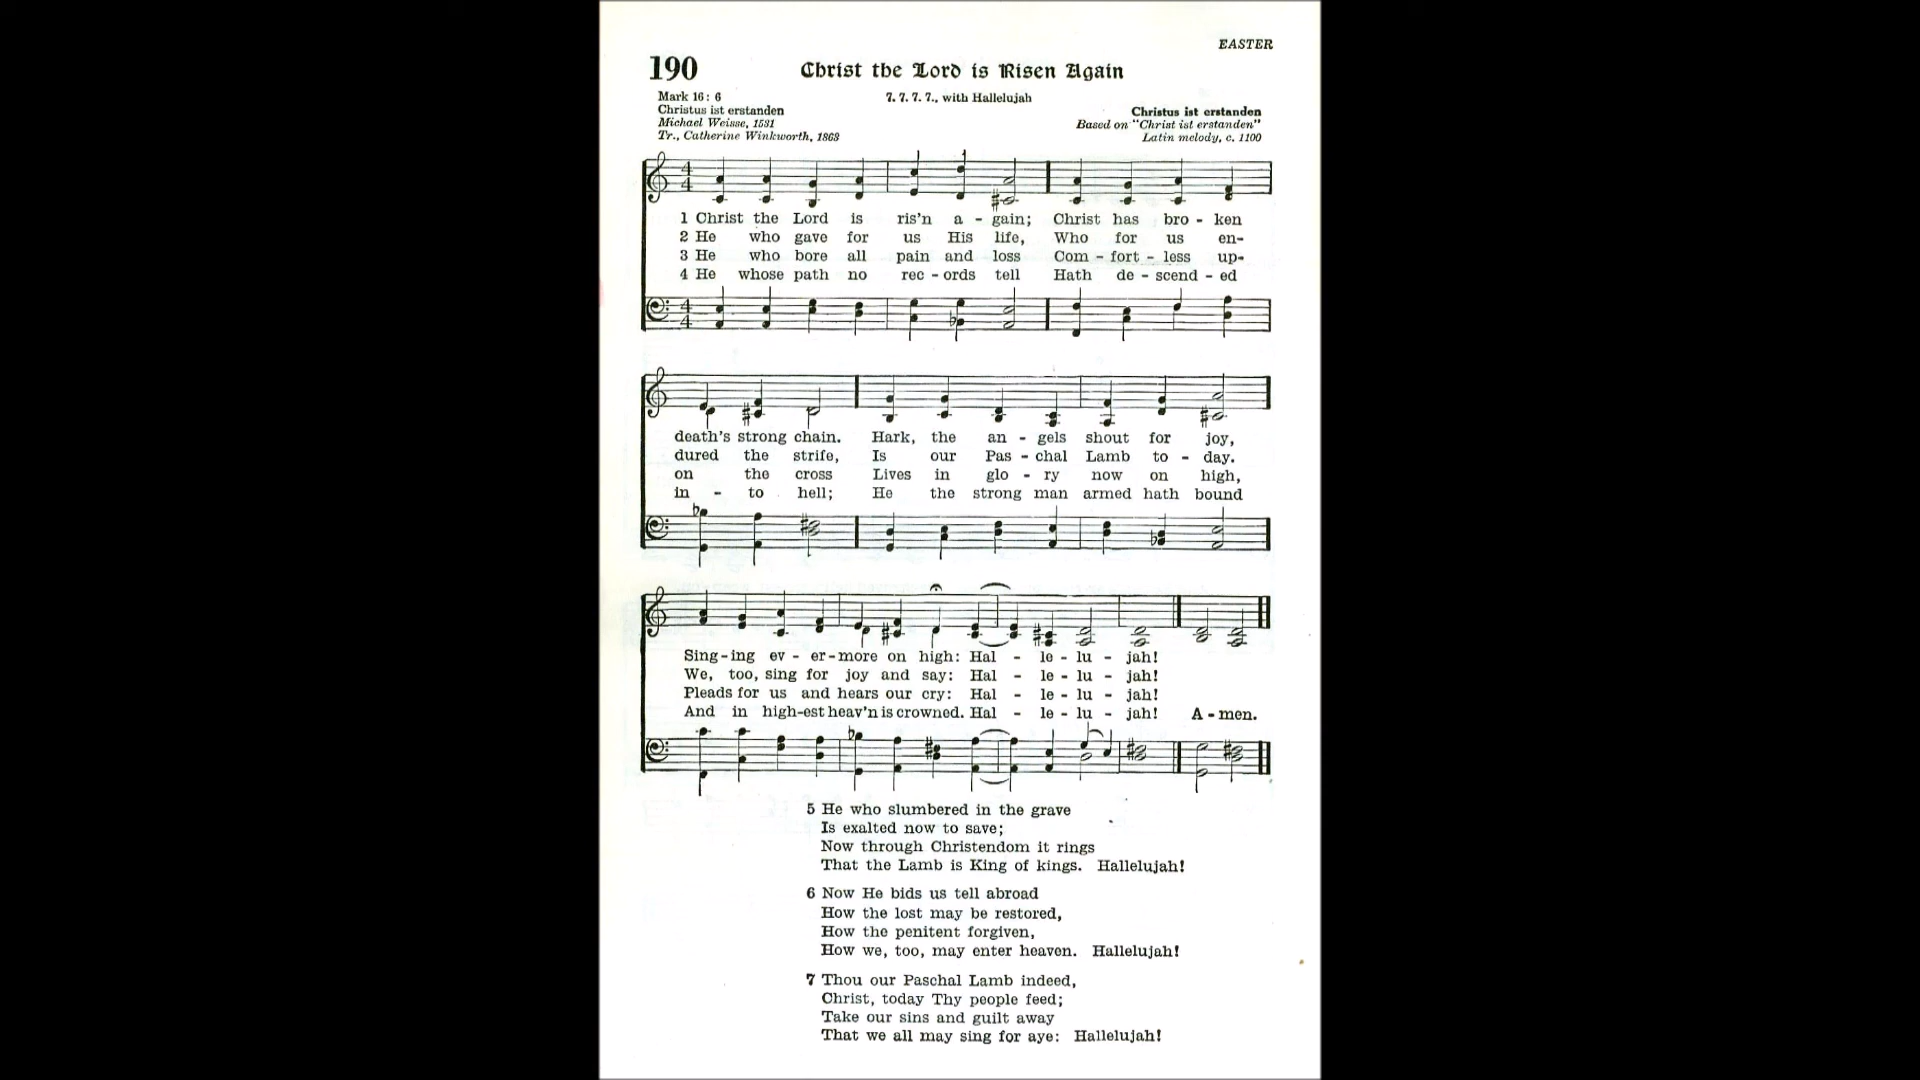 EASTER
190 Christ the Lord is Risen Again
Mark 16: 6
7. 7. 7. 7., with Hallelujah
Christus ist erstanden
Christus ist erstanden
Michael Weisse, 1531
Based on "Christ ist erstanden"
Tr., Catherine Winkworth, 1863
Latin melody, c. 1100
4
4
1 Christ the Lord is ris'n a - gain; Christ has bro - ken
2 He who gave for us His life, Who for us en-
3 He who bore all pain and loss Com - fort - less up-
4 He whose path no rec - ords tell Hath de - scend - ed
4
4
death's strong chain. Hark, the an - gels shout for joy,
dured the strife, Is our Pas - chal Lamb to - day.
on the cross Lives in glo - ry now on high,
in - to hell; He the strong man armed hath bound
Sing-ing ev - er-more on high: Hal - le - lu - jah!
We, too, sing for joy and say: Hal - le - lu - jah!
Pleads for us and hears our cry: Hal - le - lu - jah!
And in high-est heav'n is crowned. Hal - le - lu - jah! A - men.
5 He who slumbered in the grave
Is exalted now to save;
Now through Christendom it rings
That the Lamb is King of kings. Hallelujah!
6 Now He bids us tell abroad
How the lost may be restored,
How the penitent forgiven,
How we, too, may enter heaven. Hallelujah!
7 Thou our Paschal Lamb indeed,
Christ, today Thy people feed;
Take our sins and guilt away
That we all may sing for aye: Hallelujah!